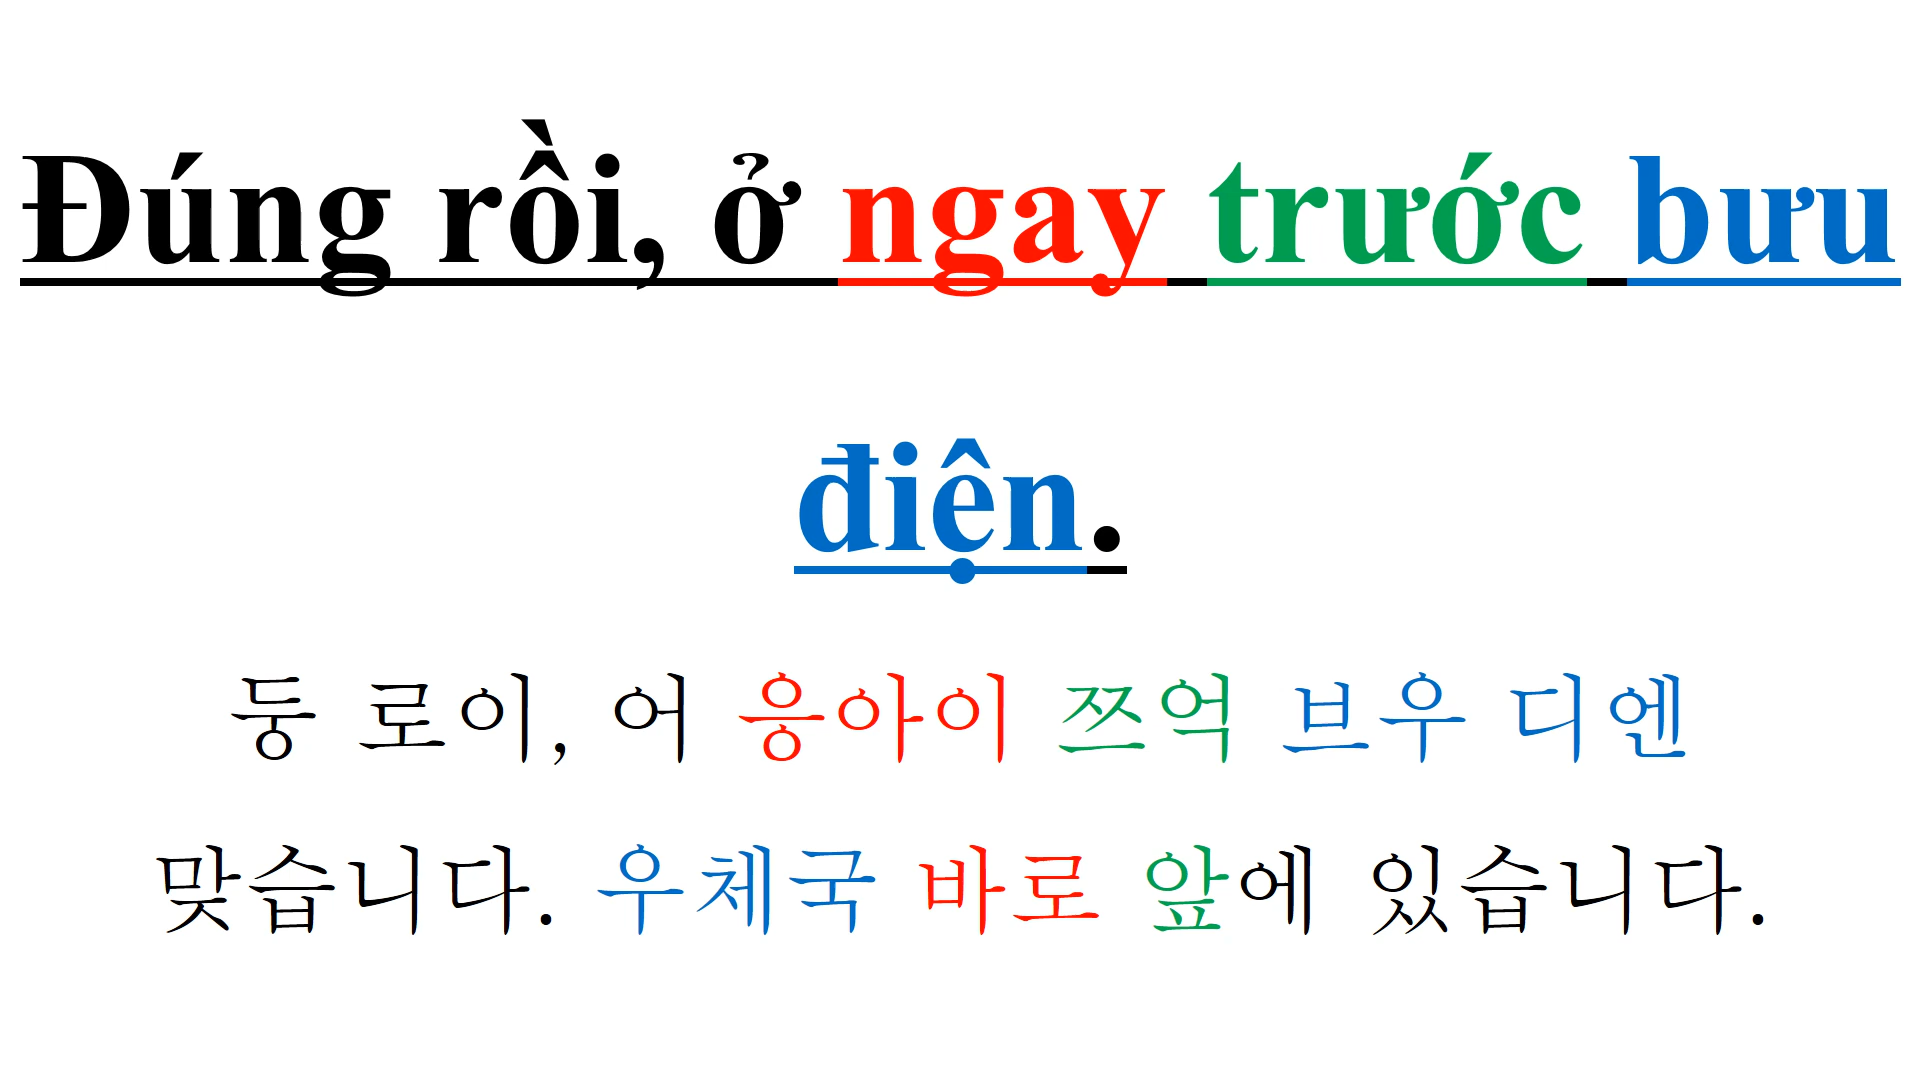 Đúng rồi, ở ngay trước bưu
điện.
둥 로이, 어 응아이 쯔억 브우 디엔
맞습니다. 우체국 바로 앞에 있습니다.